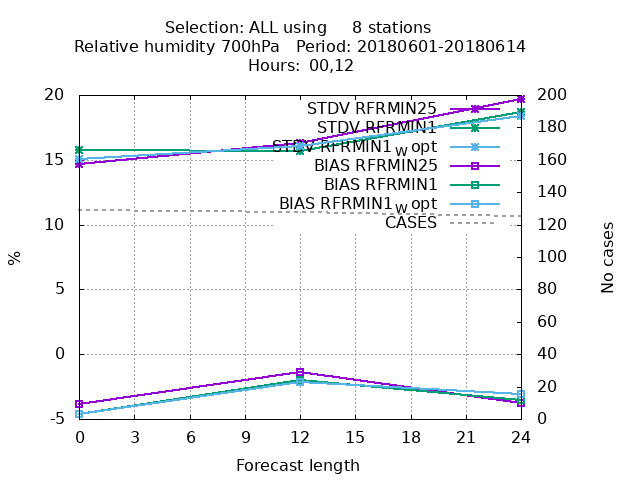 Selection: ALL using 8 stations
Relative humidity 700hPa Period: 20180601-20180614
Hours: 00,12
20 200
STDV RFRMIN25
STDV RFRMIN1 180
STDV RFRMIN1w opt
15 160
BIAS RFRMIN25
BIAS RFRMIN1 140
BIAS RFRMIN1w opt
10 120
CASES
100
%
No cases
5 80
60
0 40
20
-5 0
0 3 6 9 12 15 18 21 24
Forecast length